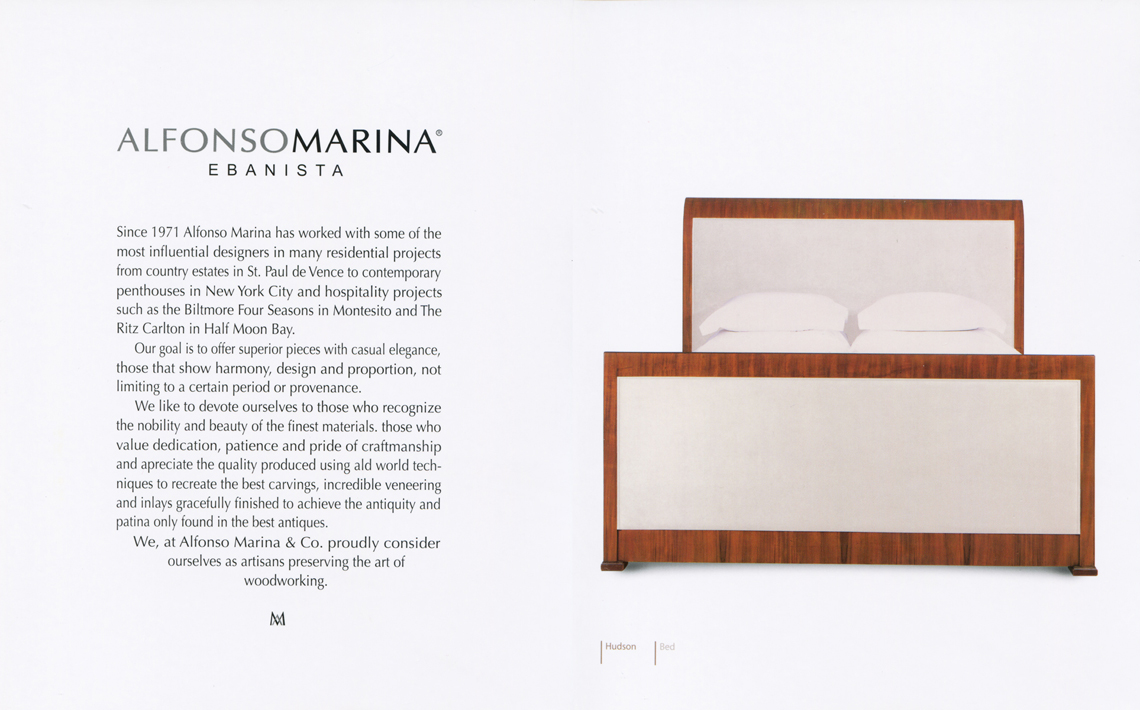 ALFONSOMARINA®
EBANISTA
Since 1971 Alfonso Marina has worked with some of the
most influential designers in many residential projects
from country estates in St. Paul de Vence to contemporary
penthouses in New York City and hospitality projects
such as the Biltmore Four Seasons in Montesito and The
Ritz Carlton in Half Moon Bay.
Our goal is to offer superior pieces with casual elegance,
those that show harmony, design and proportion, not
limiting to a certain period or provenance.
We like to devote ourselves to those who recognize
the nobility and beauty of the finest materials. those who
value dedication, patience and pride of craftmanship
and apreciate the quality produced using ald world tech-
niques to recreate the best carvings, incredible veneering
and inlays gracefully finished to achieve the antiquity and
patina only found in the best antiques.
We, at Alfonso Marina & Co. proudly consider
ourselves as artisans preserving the art of
woodworking.
Hudson
Bed